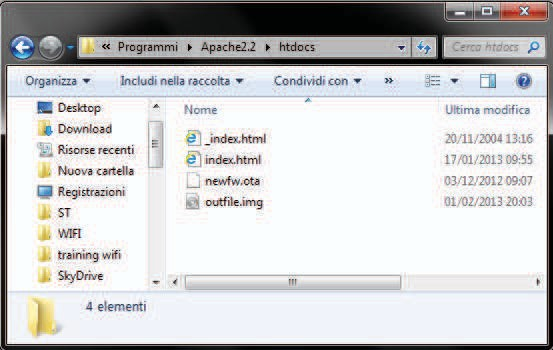 « Programmi ▸ Apache2.2 ▸ htdocs
Cerca htdocs
Organizza Includi nella raccolta Condividi con »
Desktop
Download
Risorse recenti
Nuova cartella
Registrazioni
ST
WIFI
training wifi
SkyDrive
Nome Ultima modifica
_index.html 20/11/2004 13:16
index.html 17/01/2013 09:55
newfw.ota 03/12/2012 09:07
outfile.img 01/02/2013 20:03
4 elementi